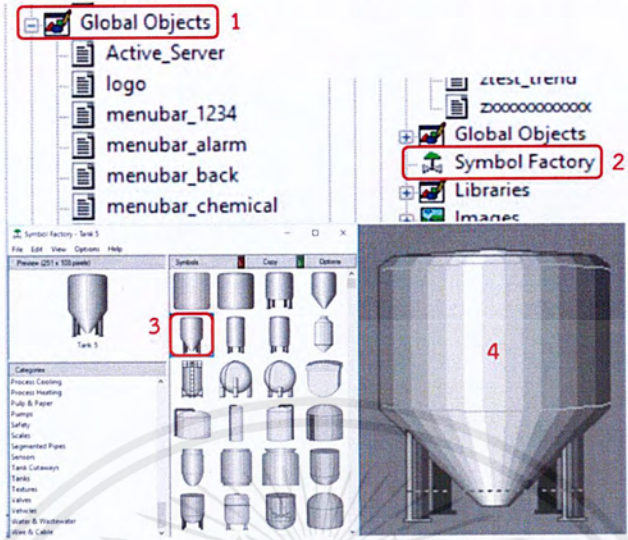 Global Objects 1
Active_Server
logo
menubar_1234
menubar_alarm
menubar_back
menubar_chemical
ztest_trend
Global Objects
Symbol Factory 2
Libraries
Images
Symbol Factory - Tank 5
File Edit View Options Help
Preview (251 x 108 pixels)
Tank 5
Symbols Copy Options
3
Categories
Process Cooling
Process Heating
Pulp & Paper
Pumps
Safety
Scales
Segmented Pipes
Sensors
Tank Cutaways
Tanks
Textures
Valves
Vehicles
Water & Wastewater
Wire & Cable
4